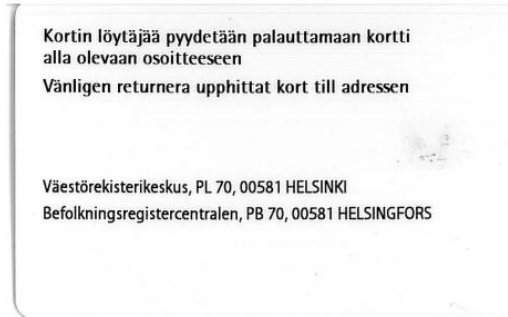 Kortin löytäjää pyydetään palauttamaan kortti
alla olevaan osoitteeseen
Vänligen returnera upphittat kort till adressen
Väestörekisterikeskus, PL 70, 00581 HELSINKI
Befolkningsregistercentralen, PB 70, 00581 HELSINGFORS